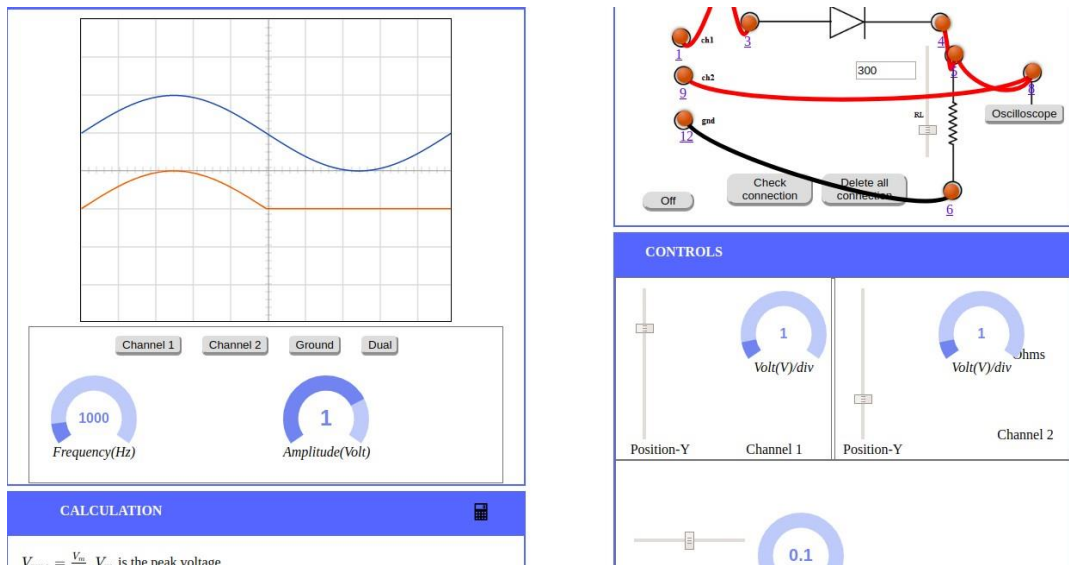 Channel 1
Channel 2
Ground
Dual
1000
Frequency(Hz)
1
Amplitude(Volt)
CALCULATION
is the peak voltage
1
ch1
3
4
5
300
9
ch2
8
RL
Oscilloscope
12
gnd
Check
connection
Delete all
connection
Off
6
CONTROLS
1
Volt(V)/div
Position-Y
Channel 1
1
Volt(V)/div
Ohms
Position-Y
Channel 2
0.1